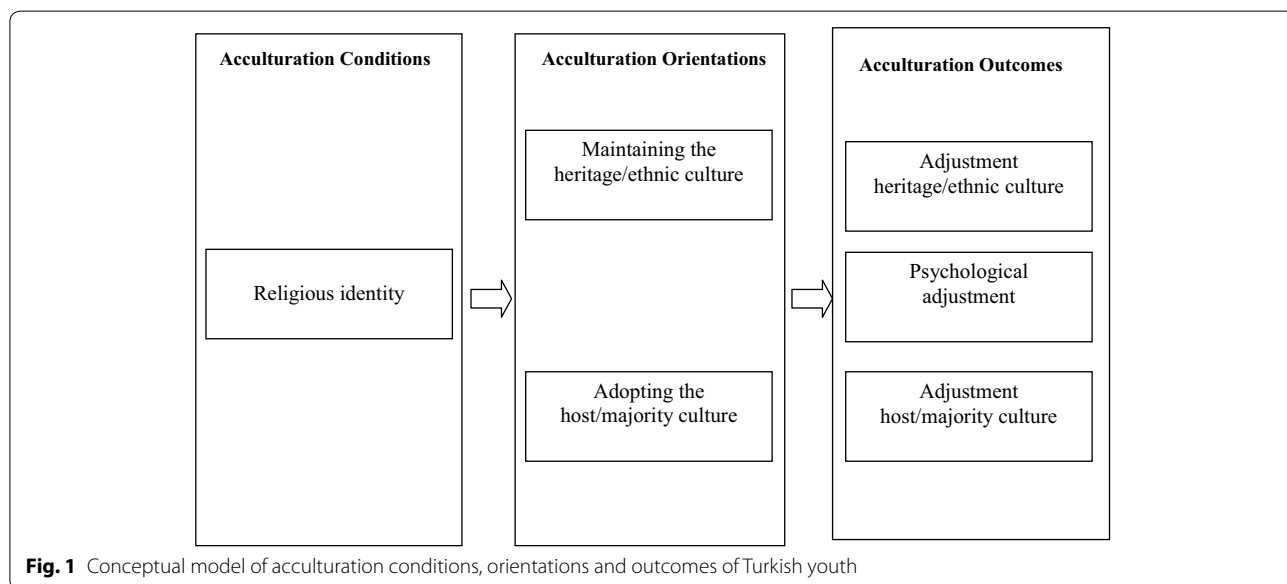 Acculturation Conditions
Religious identity
Acculturation Orientations
Maintaining the
heritage/ethnic culture
Adopting the
host/majority culture
Acculturation Outcomes
Adjustment
heritage/ethnic culture
Psychological
adjustment
Adjustment
host/majority culture
Fig. 1 Conceptual model of acculturation conditions, orientations and outcomes of Turkish youth